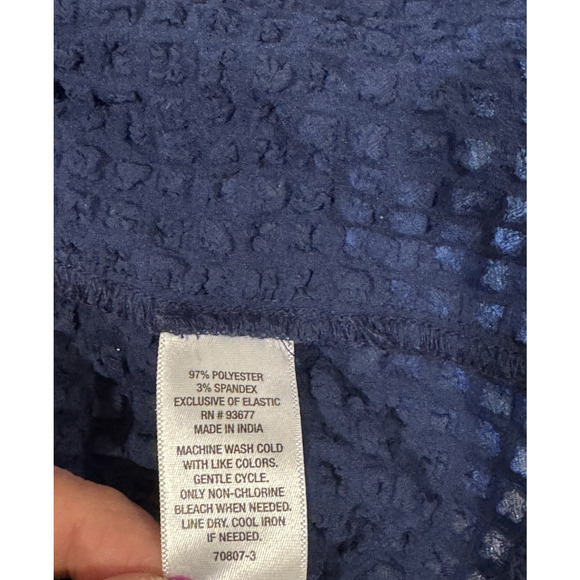 97% POLYESTER
3% SPANDEX
EXCLUSIVE OF ELASTIC
RN # 93677
MADE IN INDIA
MACHINE WASH COLD
WITH LIKE COLORS.
GENTLE CYCLE.
ONLY NON-CHLORINE
BLEACH WHEN NEEDED.
LINE DRY. COOL IRON
IF NEEDED.
70807-3